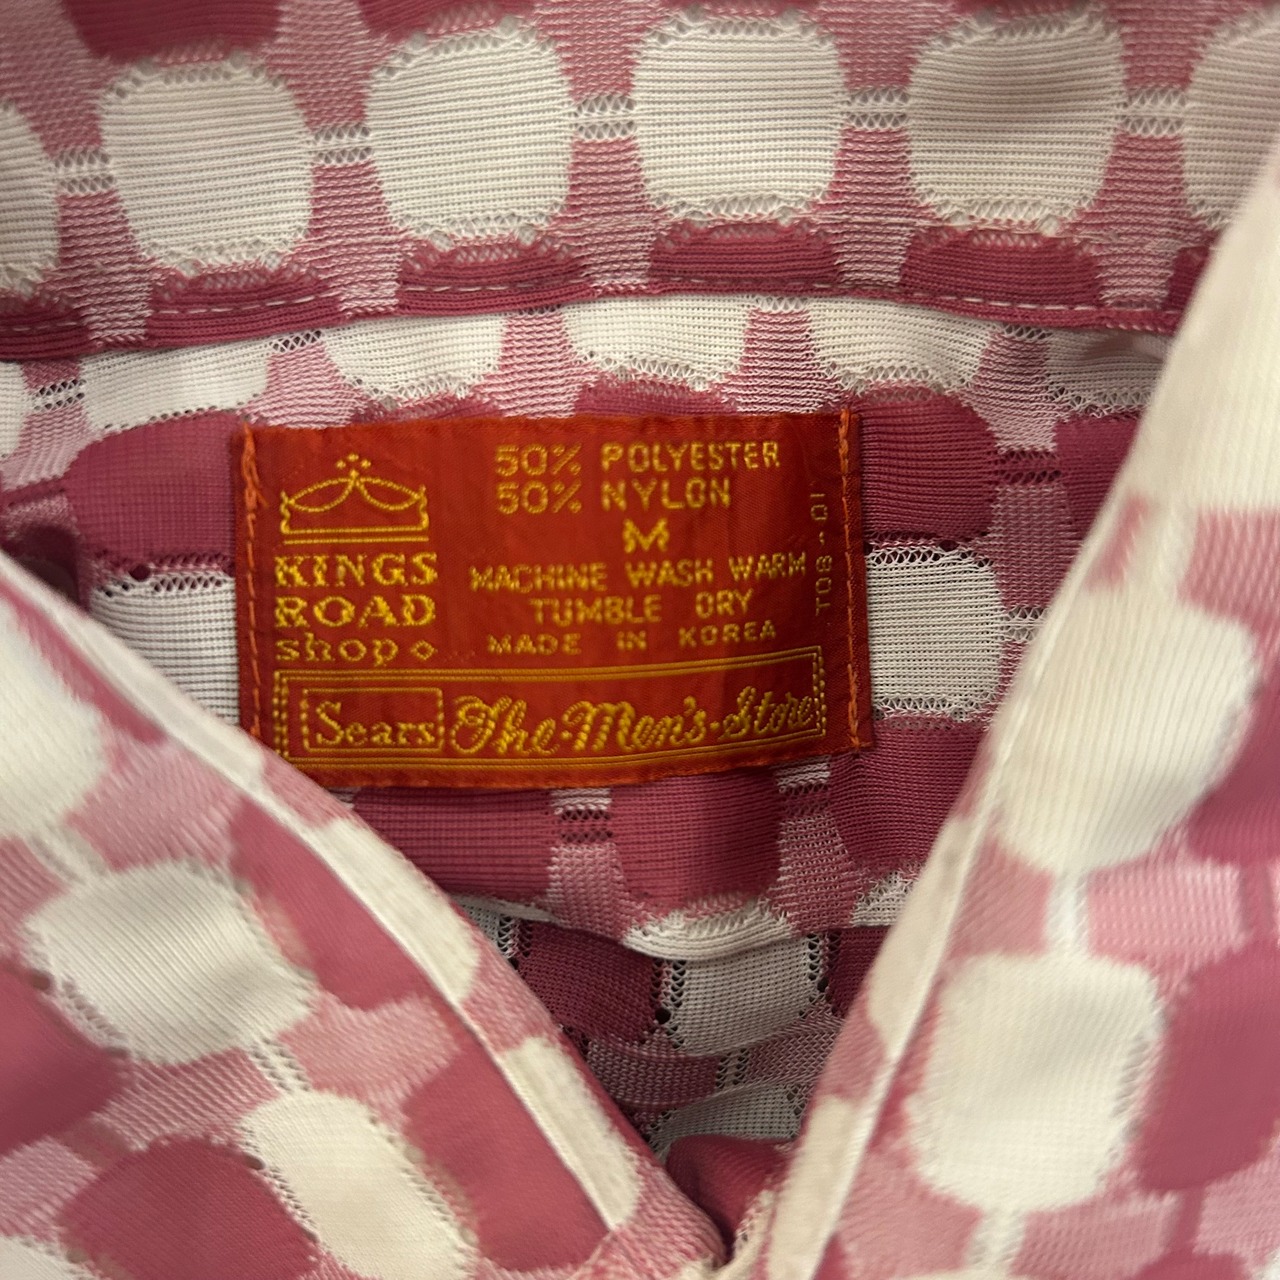 KINGS
ROAD
shop
50% POLYESTER
50% NYLON
M
MACHINE WASH WARM
TUMBLE DRY
MADE IN KOREA
T08-01
Sears The-Men's-Store